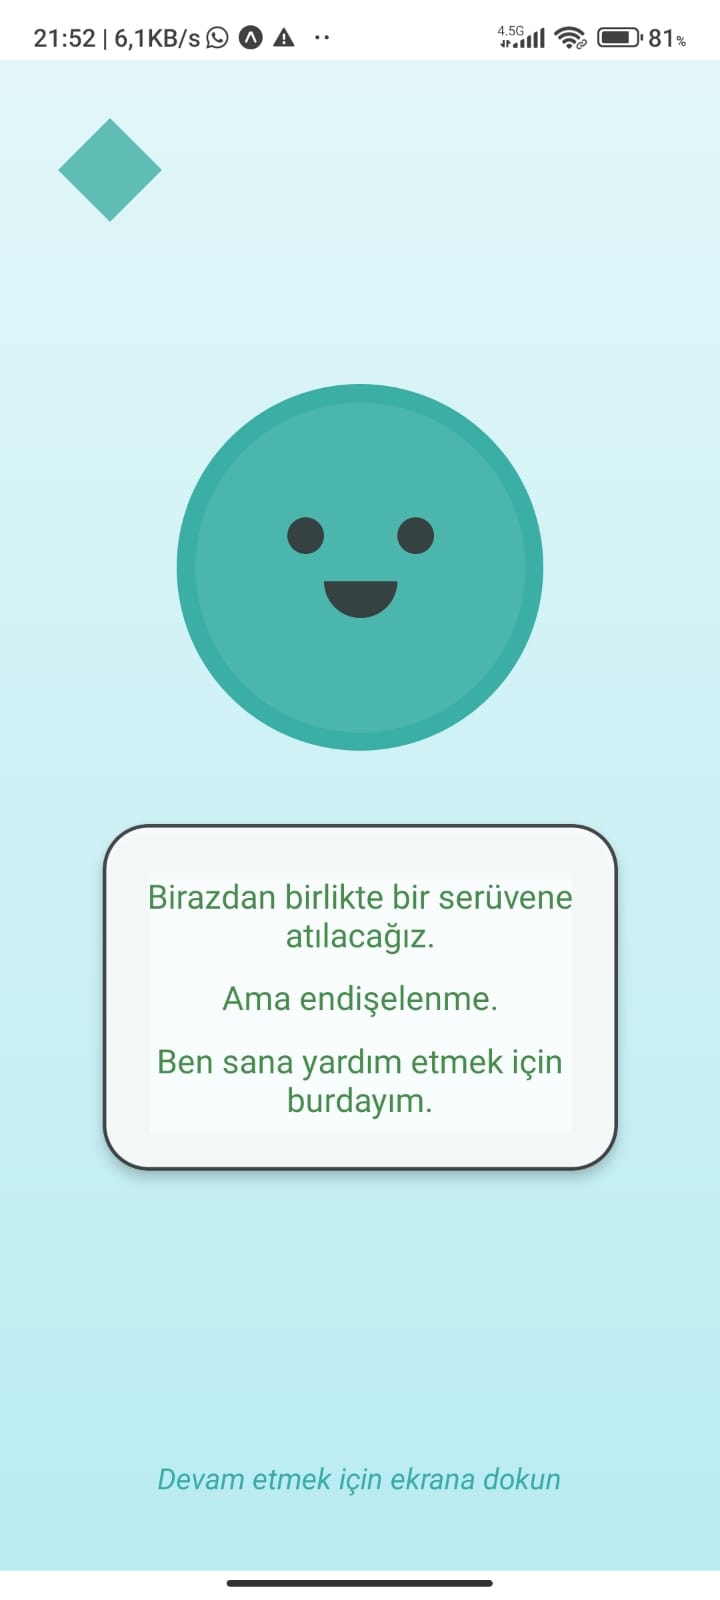 21:52 | 6,1KB/s 4.5G 81%
Birazdan birlikte bir serüvene
atılacağız.
Ama endişelenme.
Ben sana yardım etmek için
burdayım.
Devam etmek için ekrana dokun